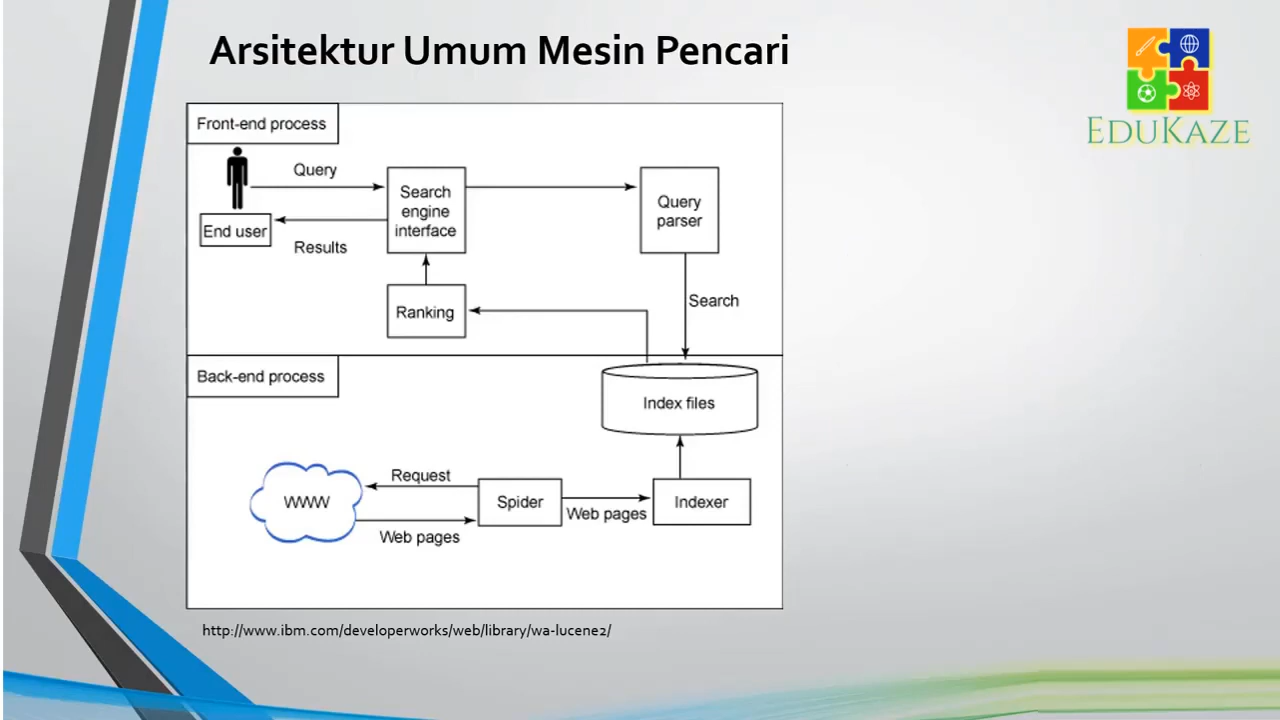 Arsitektur Umum Mesin Pencari
EDUKAZE
Front-end process
Query
End user
Results
Search
engine
interface
Query
parser
Ranking
Search
Back-end process
Index files
WWW
Request
Web pages
Spider
Web pages
Indexer
http://www.ibm.com/developerworks/web/library/wa-lucene2/